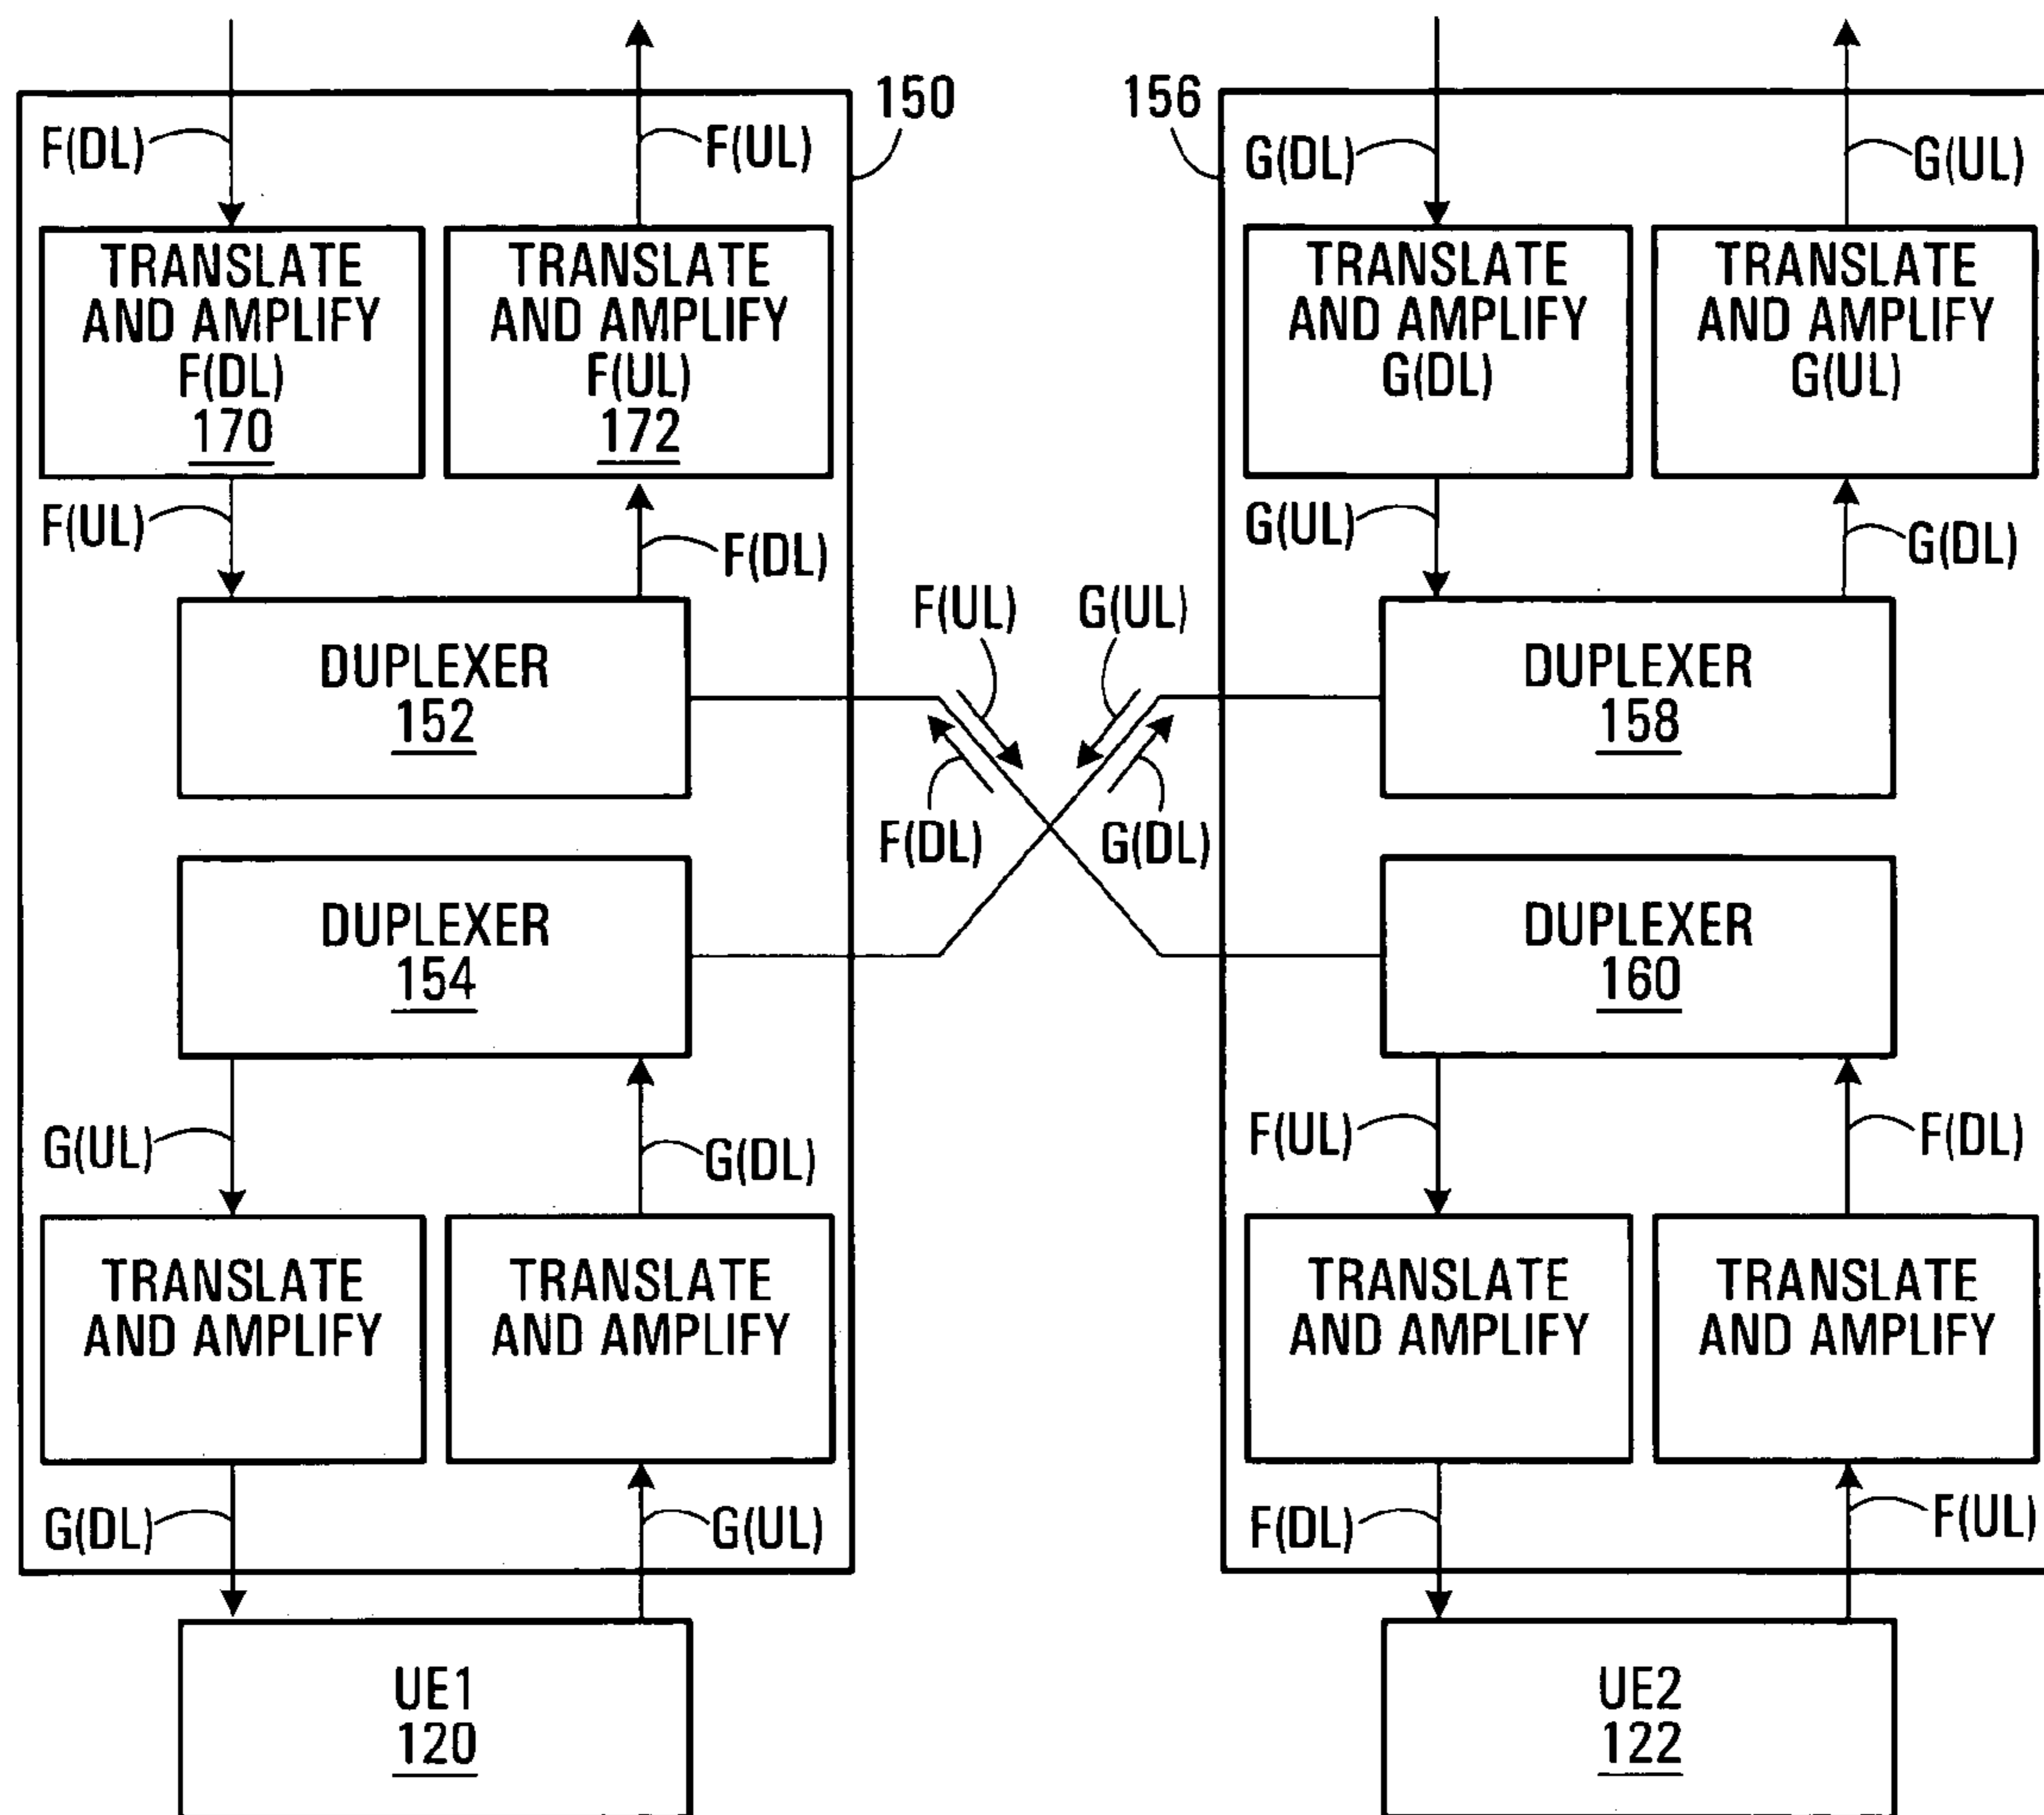 150
156
F(DL)
F(UL)
G(DL)
G(UL)
TRANSLATE
AND AMPLIFY
F(DL)
170
TRANSLATE
AND AMPLIFY
F(UL)
172
TRANSLATE
AND AMPLIFY
G(DL)
TRANSLATE
AND AMPLIFY
G(UL)
F(UL)
F(DL)
G(UL)
G(DL)
DUPLEXER
152
F(UL)
G(UL)
F(DL)
G(DL)
DUPLEXER
158
DUPLEXER
154
DUPLEXER
160
G(UL)
G(DL)
F(UL)
F(DL)
TRANSLATE
AND AMPLIFY
TRANSLATE
AND AMPLIFY
TRANSLATE
AND AMPLIFY
TRANSLATE
AND AMPLIFY
G(DL)
G(UL)
F(DL)
F(UL)
UE1
120
UE2
122